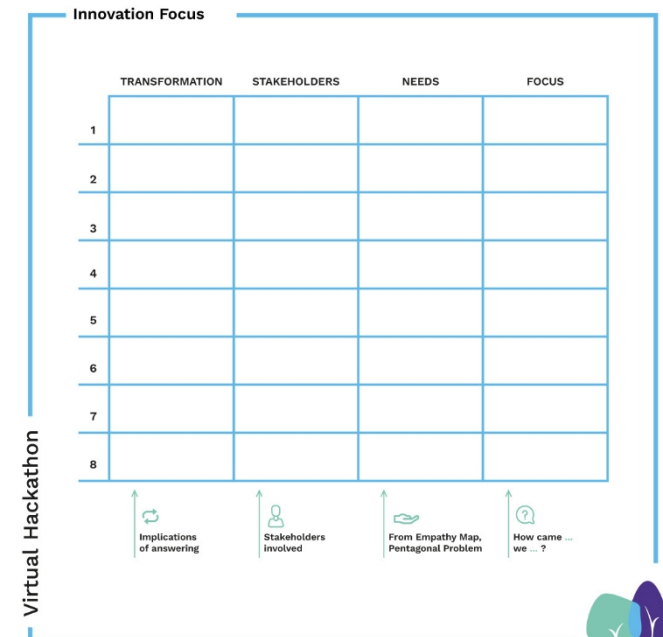 Innovation Focus
TRANSFORMATION STAKEHOLDERS NEEDS FOCUS
1
2
3
4
5
6
7
8
Implications
of answering
Stakeholders
involved
From Empathy Map,
Pentagonal Problem
How came ...
we ... ?
Virtual Hackathon